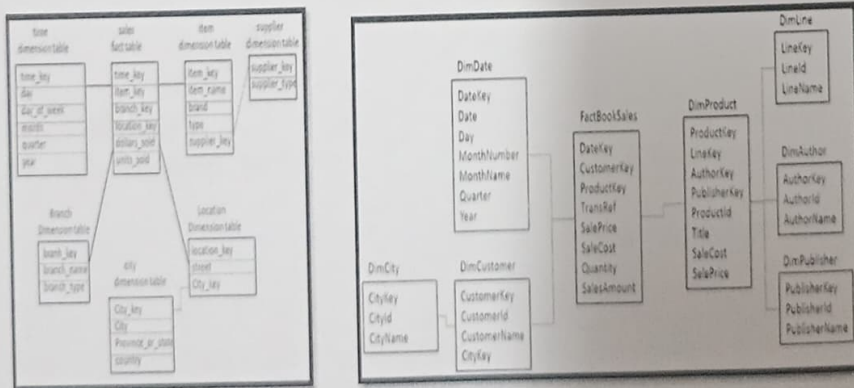 time
dimension table
time_key
day
day_of_week
month
quarter
year
sales
fact table
time_key
item_key
branch_key
location_key
dollars_sold
units_sold
item
dimension table
item_key
item_name
brand
type
supplier_key
supplier
dimension table
supplier_key
supplier_type
Branch
Dimension table
branch_name
branch_type
city
dimension table
City_key
City
Province_or_state
country
Location
Dimension table
location_key
street
City_key
DimDate
DateKey
Date
Day
MonthNumber
MonthName
Quarter
Year
DimCity
CityKey
CityId
CityName
DimCustomer
CustomerKey
CustomerId
CustomerName
CityKey
FactBookSales
DateKey
CustomerKey
ProductKey
TransRaf
SalePrice
SaleCost
Quantity
SalesAmount
DimProduct
ProductKey
LineKey
AuthorKey
PublisherKey
ProductId
Title
SaleCost
SalePrice
DimLine
LineKey
LineId
LineName
DimAuthor
AuthorKey
AuthorId
AuthorName
DimPublisher
PublisherKey
PublisherId
PublisherName